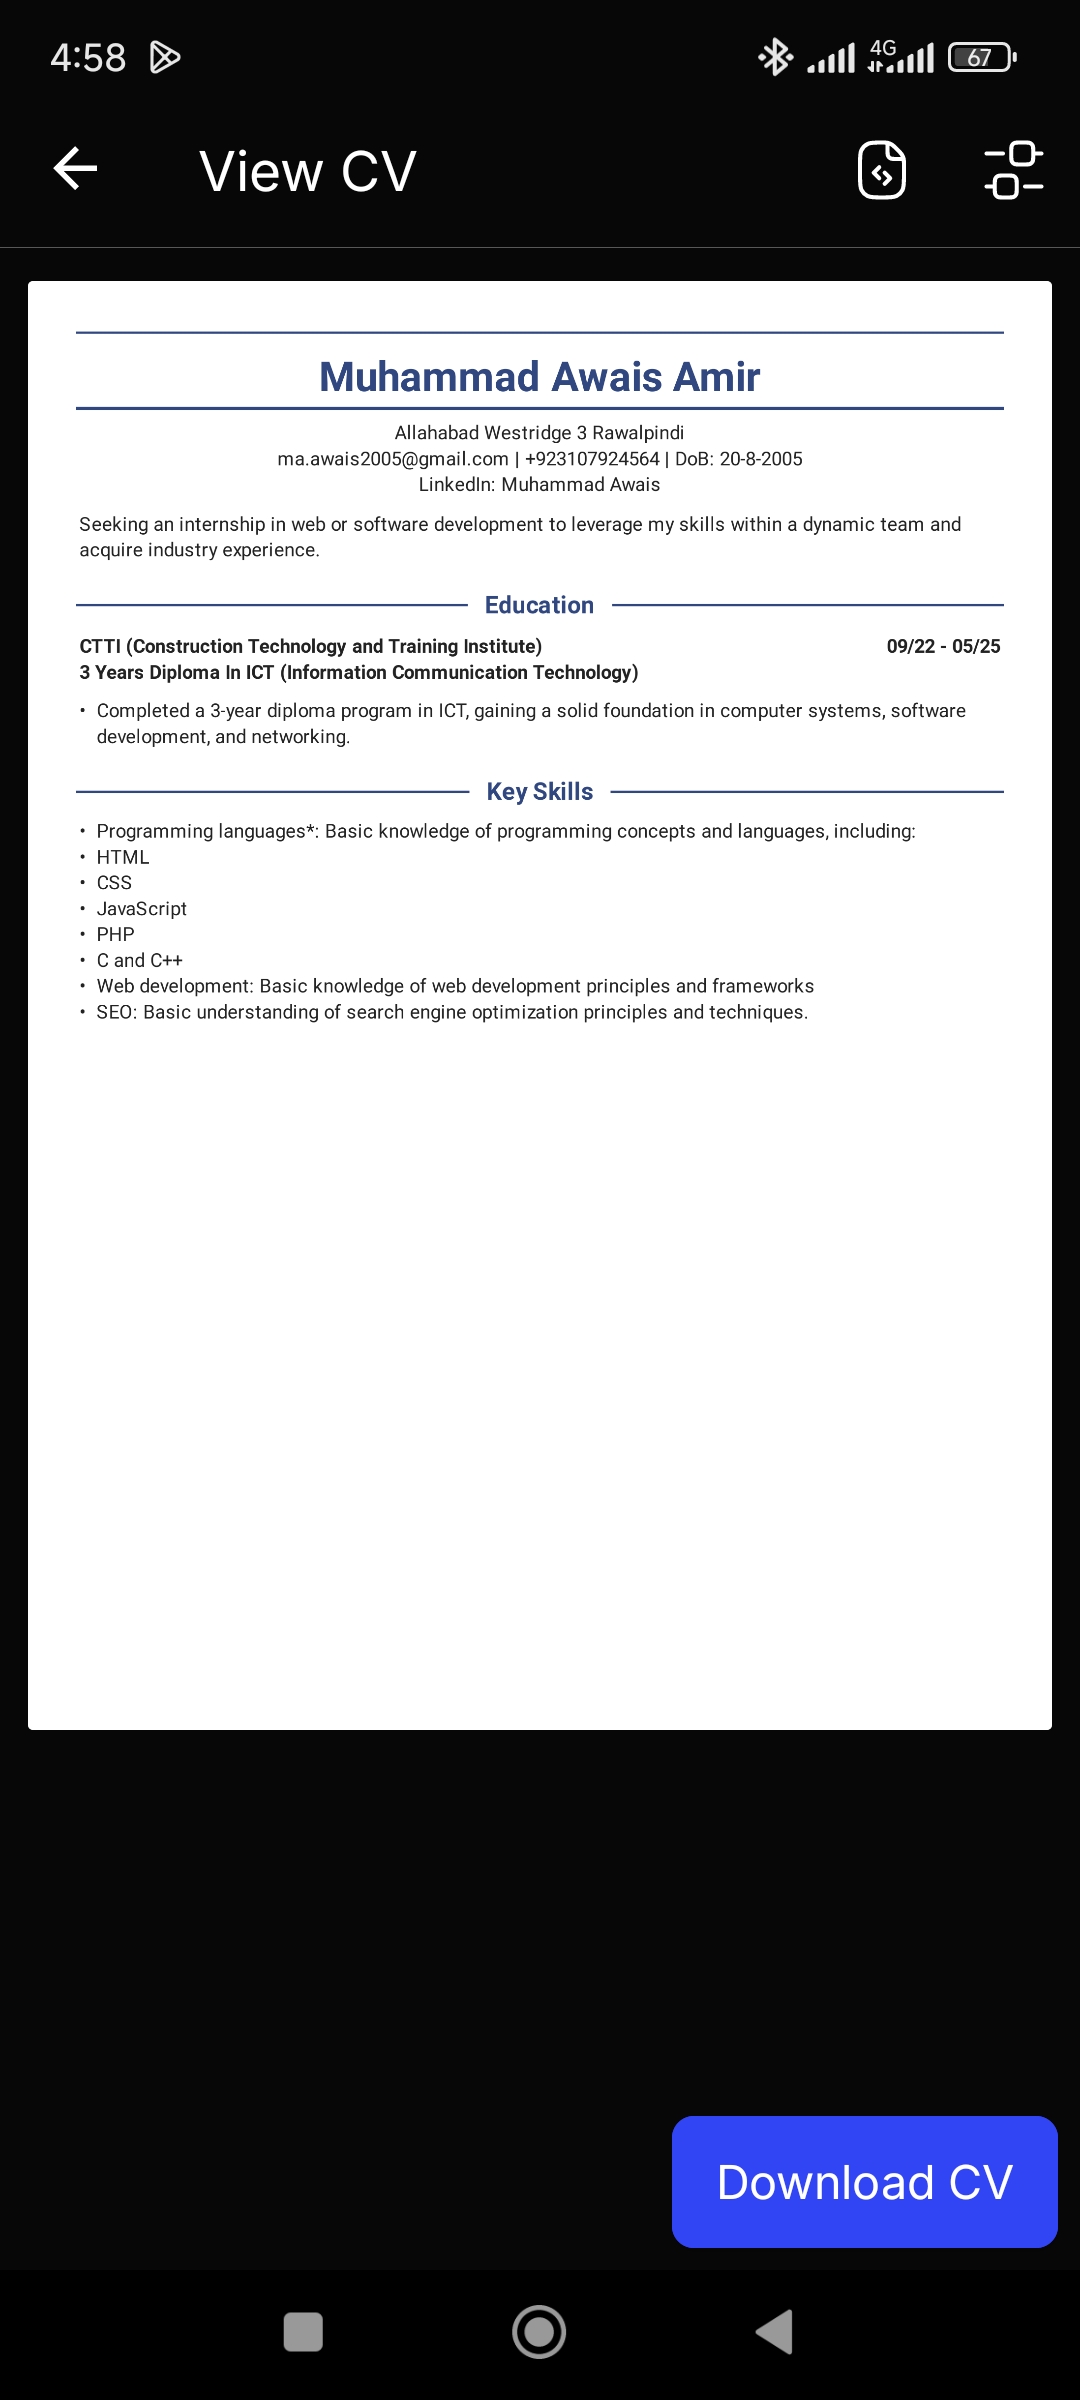 4:58
4G
67
View CV
Muhammad Awais Amir
Allahabad Westridge 3 Rawalpindi
ma.awais2005@gmail.com | +923107924564 | DoB: 20-8-2005
LinkedIn: Muhammad Awais
Seeking an internship in web or software development to leverage my skills within a dynamic team and
acquire industry experience.
Education
CTTI (Construction Technology and Training Institute) 09/22 - 05/25
3 Years Diploma In ICT (Information Communication Technology)
• Completed a 3-year diploma program in ICT, gaining a solid foundation in computer systems, software
development, and networking.
Key Skills
• Programming languages*: Basic knowledge of programming concepts and languages, including:
• HTML
• CSS
• JavaScript
• PHP
• C and C++
• Web development: Basic knowledge of web development principles and frameworks
• SEO: Basic understanding of search engine optimization principles and techniques.
Download CV